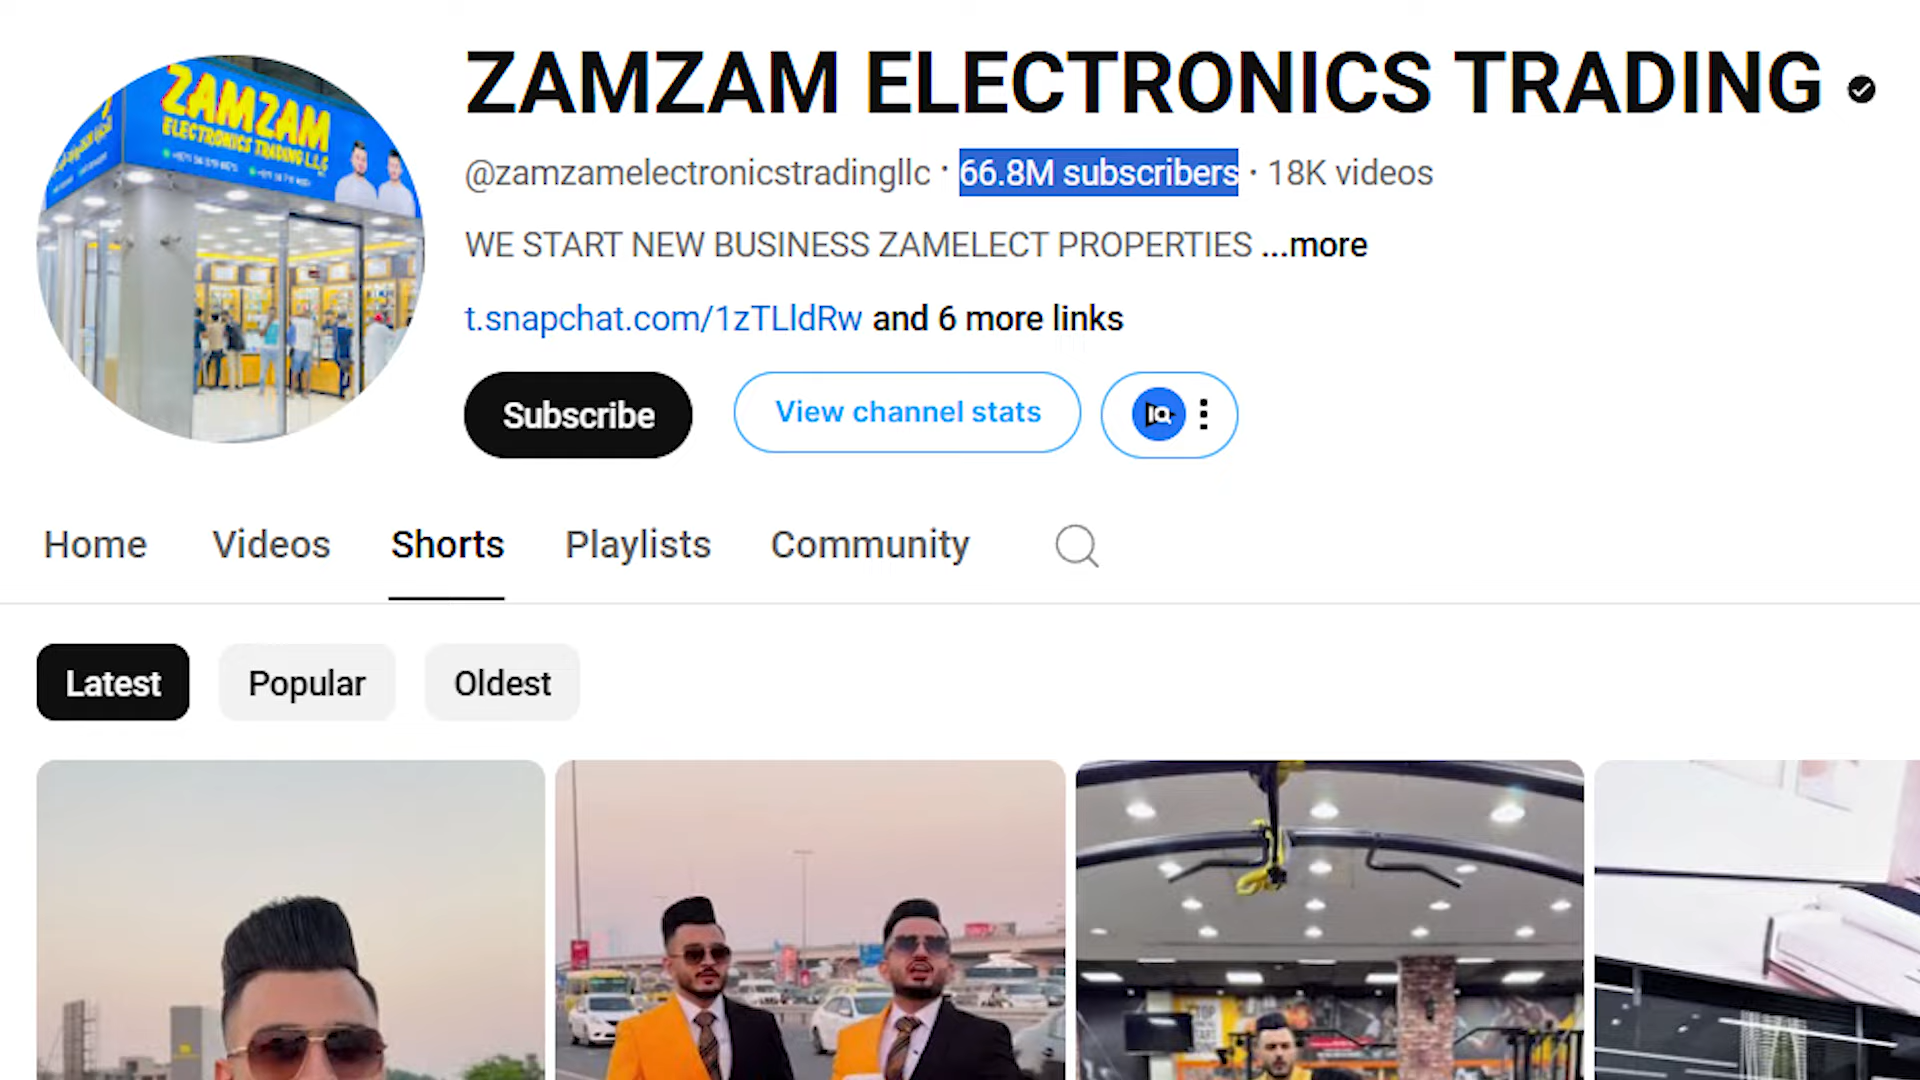 ZAMZAM
ELECTRONICS TRADING L.L.C
ZAMZAM ELECTRONICS TRADING
@zamzamelectronicstradingllc · 66.8M subscribers · 18K videos
WE START NEW BUSINESS ZAMELECT PROPERTIES ...more
t.snapchat.com/1zTLldRw and 6 more links
Subscribe
View channel stats
IQ
Home Videos Shorts Playlists Community
Latest Popular Oldest